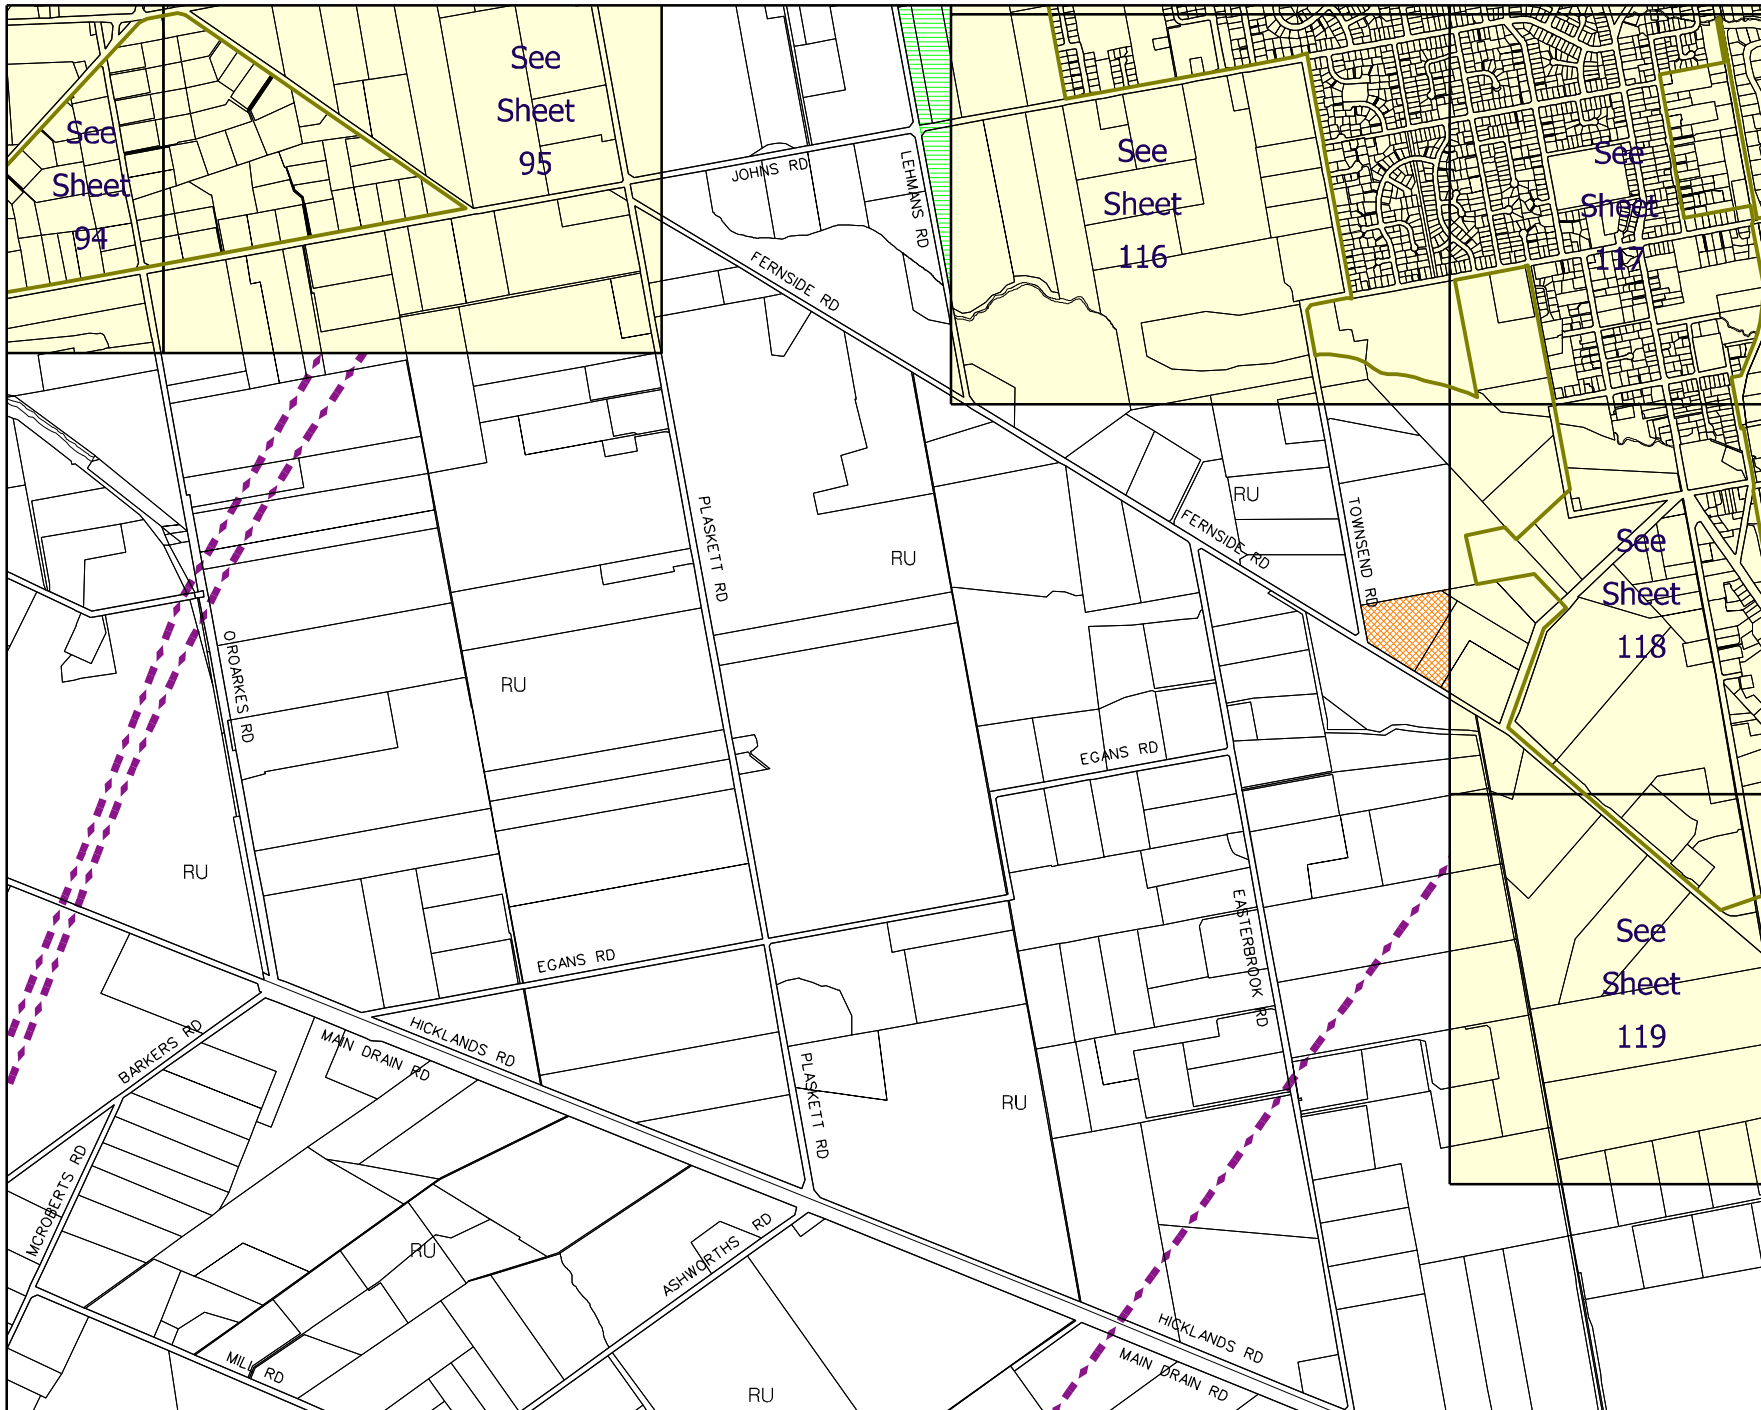 See
Sheet
95
See
Sheet
94
See
Sheet
116
See
Sheet
117
JOHNS RD
LEHMANS RD
FERNSIDE RD
PLASKETT RD
RU
RU
FERNSIDE RD
TOWNSEND RD
See
Sheet
118
OROARKES RD
RU
EGANS RD
RU
EASTERBROOK RD
See
Sheet
119
EGANS RD
HICKLANDS RD
MAIN DRAIN RD
BARKERS RD
PLASKETT RD
RU
MCROBERTS RD
RU
ASHWORTHS RD
HICKLANDS RD
MAIN DRAIN RD
MILL RD
RU